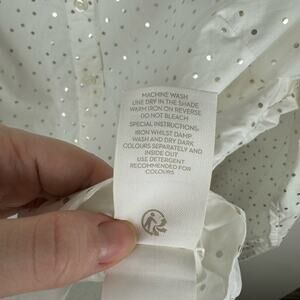 MACHINE WASH
LINE DRY IN THE SHADE
WARM IRON ON REVERSE
DO NOT BLEACH
SPECIAL INSTRUCTIONS:
IRON WHILST DAMP
WASH AND DRY DARK
COLOURS SEPARATELY AND
INSIDE OUT
USE DETERGENT
RECOMMENDED FOR
COLOURS